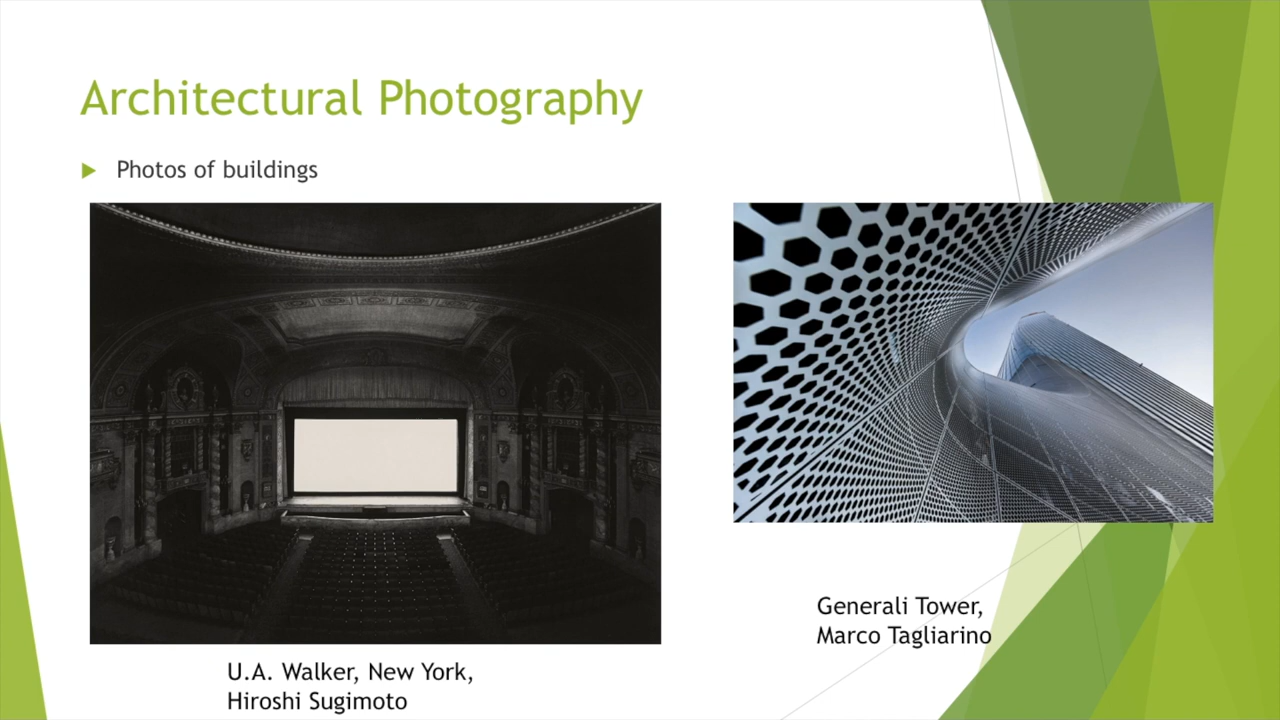 Architectural Photography
Photos of buildings
U.A. Walker, New York,
Hiroshi Sugimoto
Generali Tower,
Marco Tagliarino